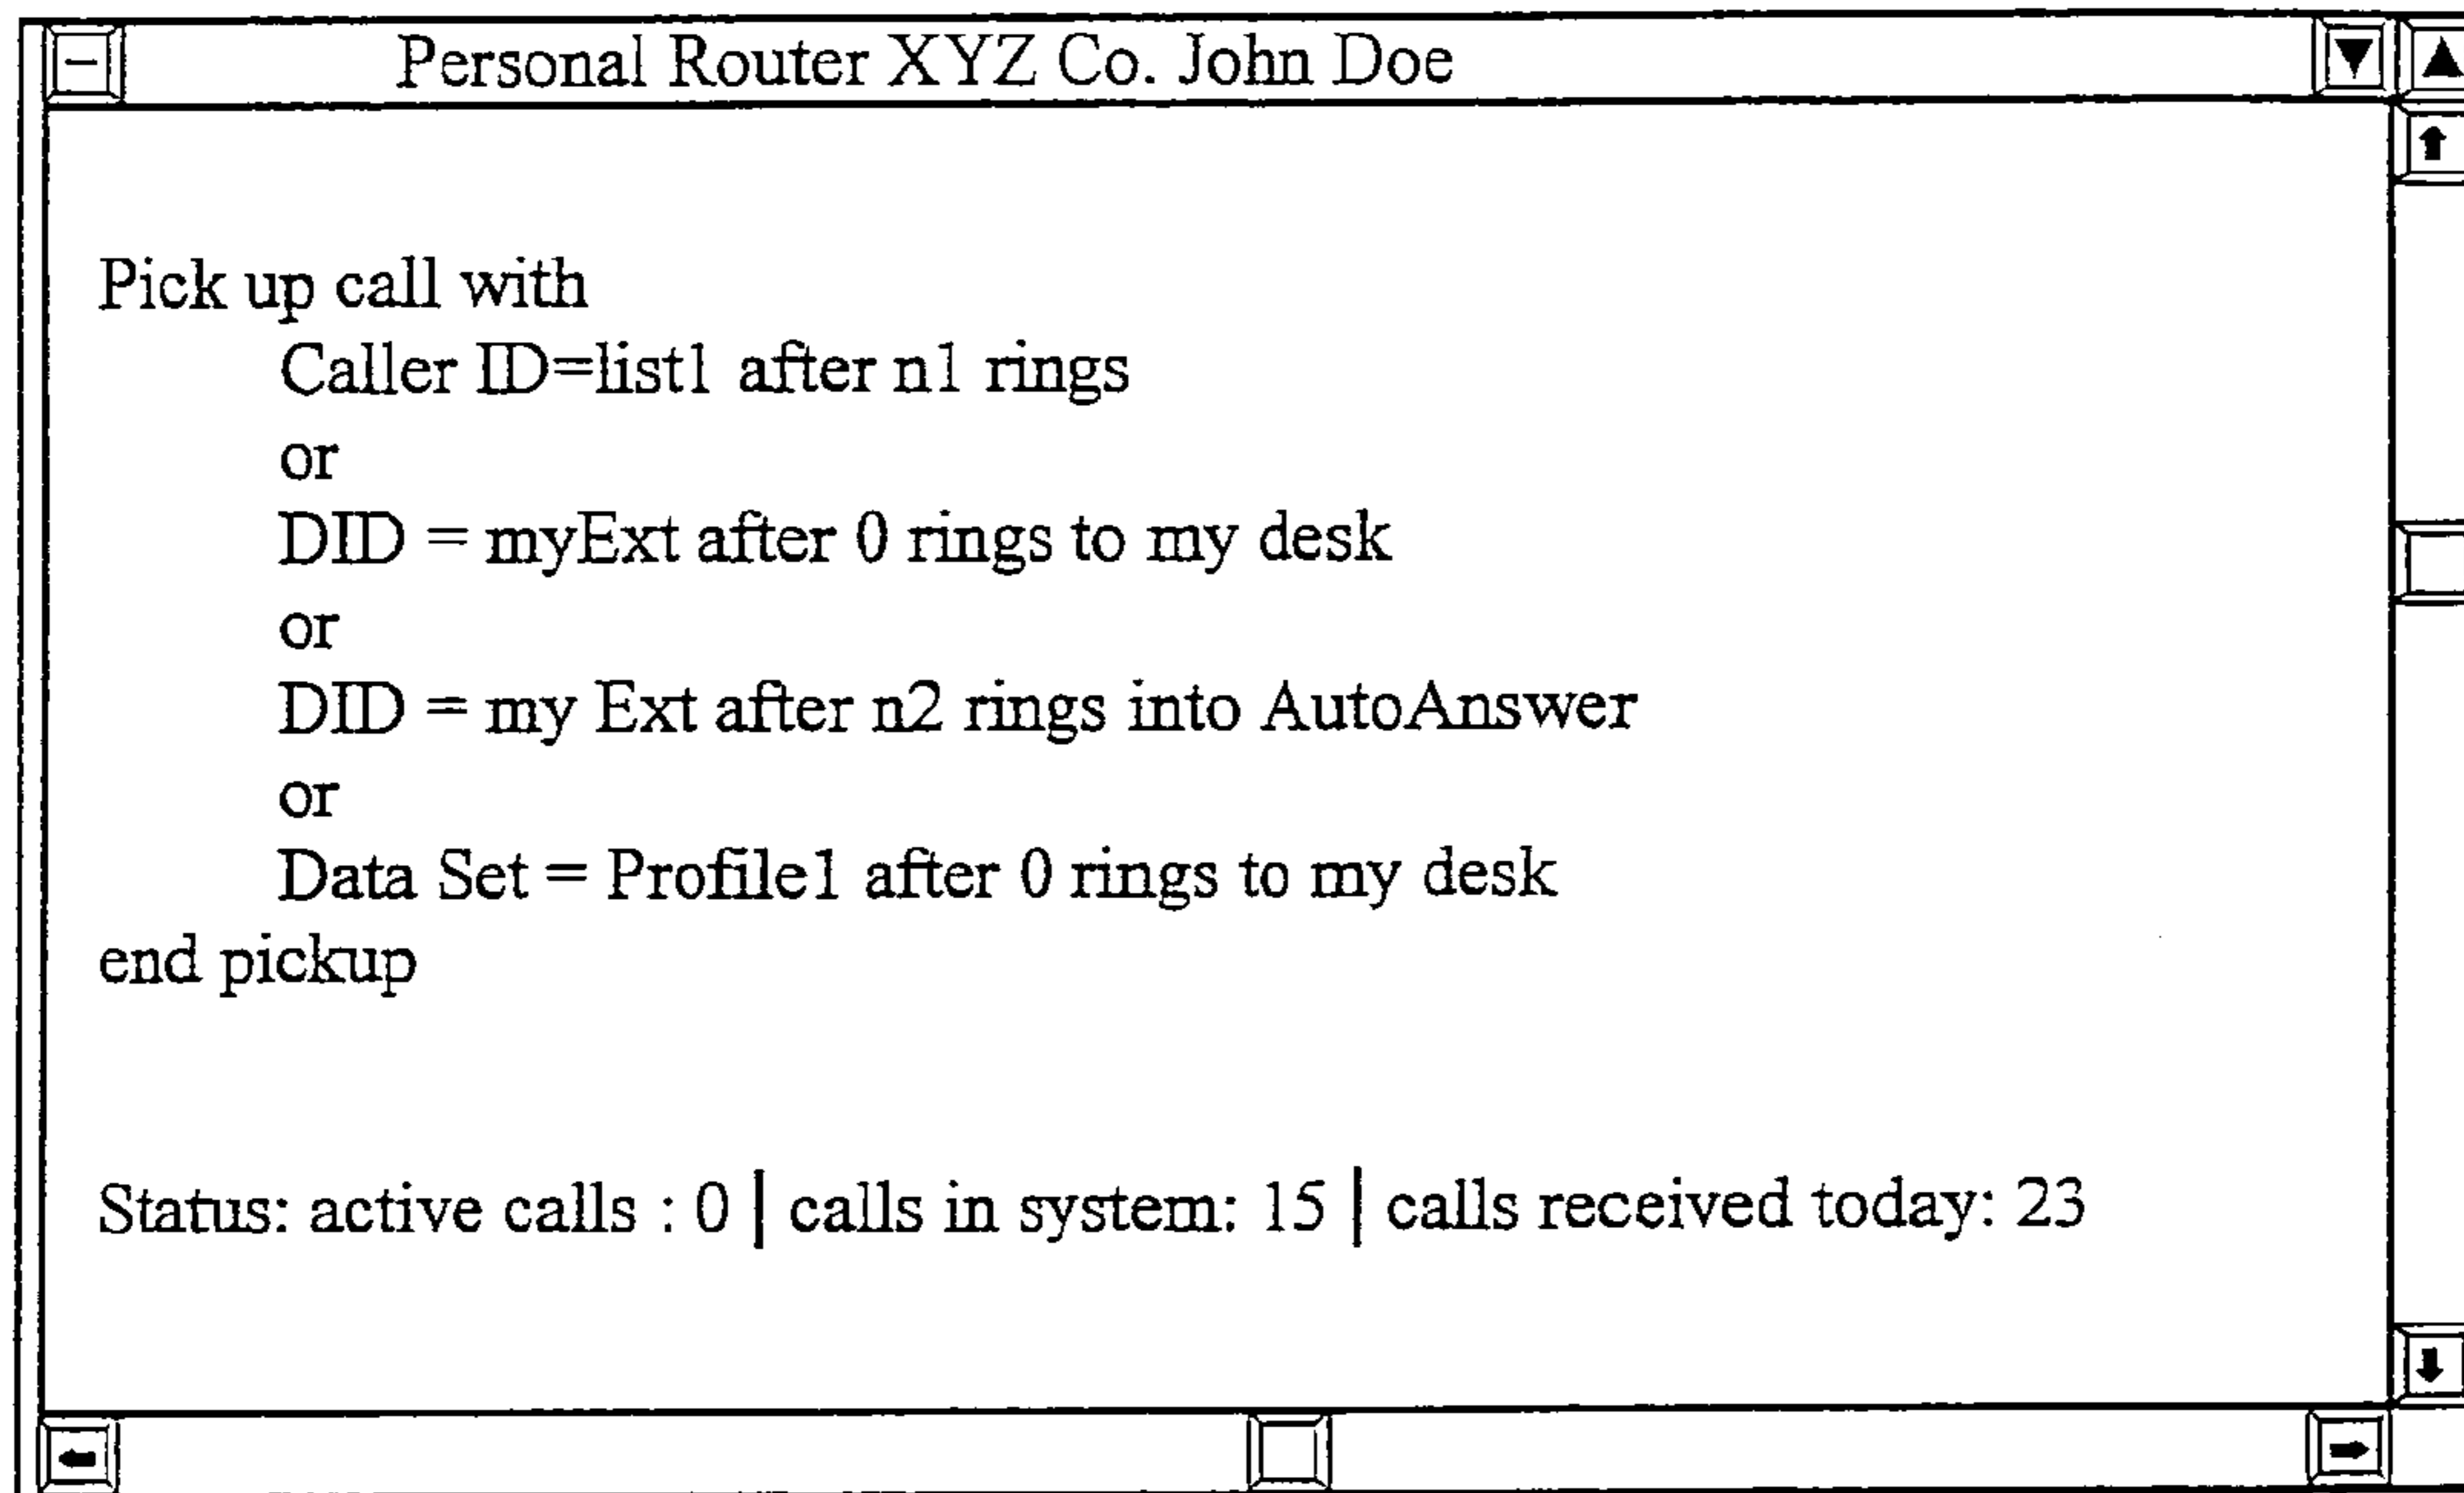 Personal Router XYZ Co. John Doe
Pick up call with
Caller ID=list1 after n1 rings
or
DID = myExt after 0 rings to my desk
or
DID = my Ext after n2 rings into AutoAnswer
or
Data Set = Profile1 after 0 rings to my desk
end pickup
Status: active calls : 0 | calls in system: 15 | calls received today: 23